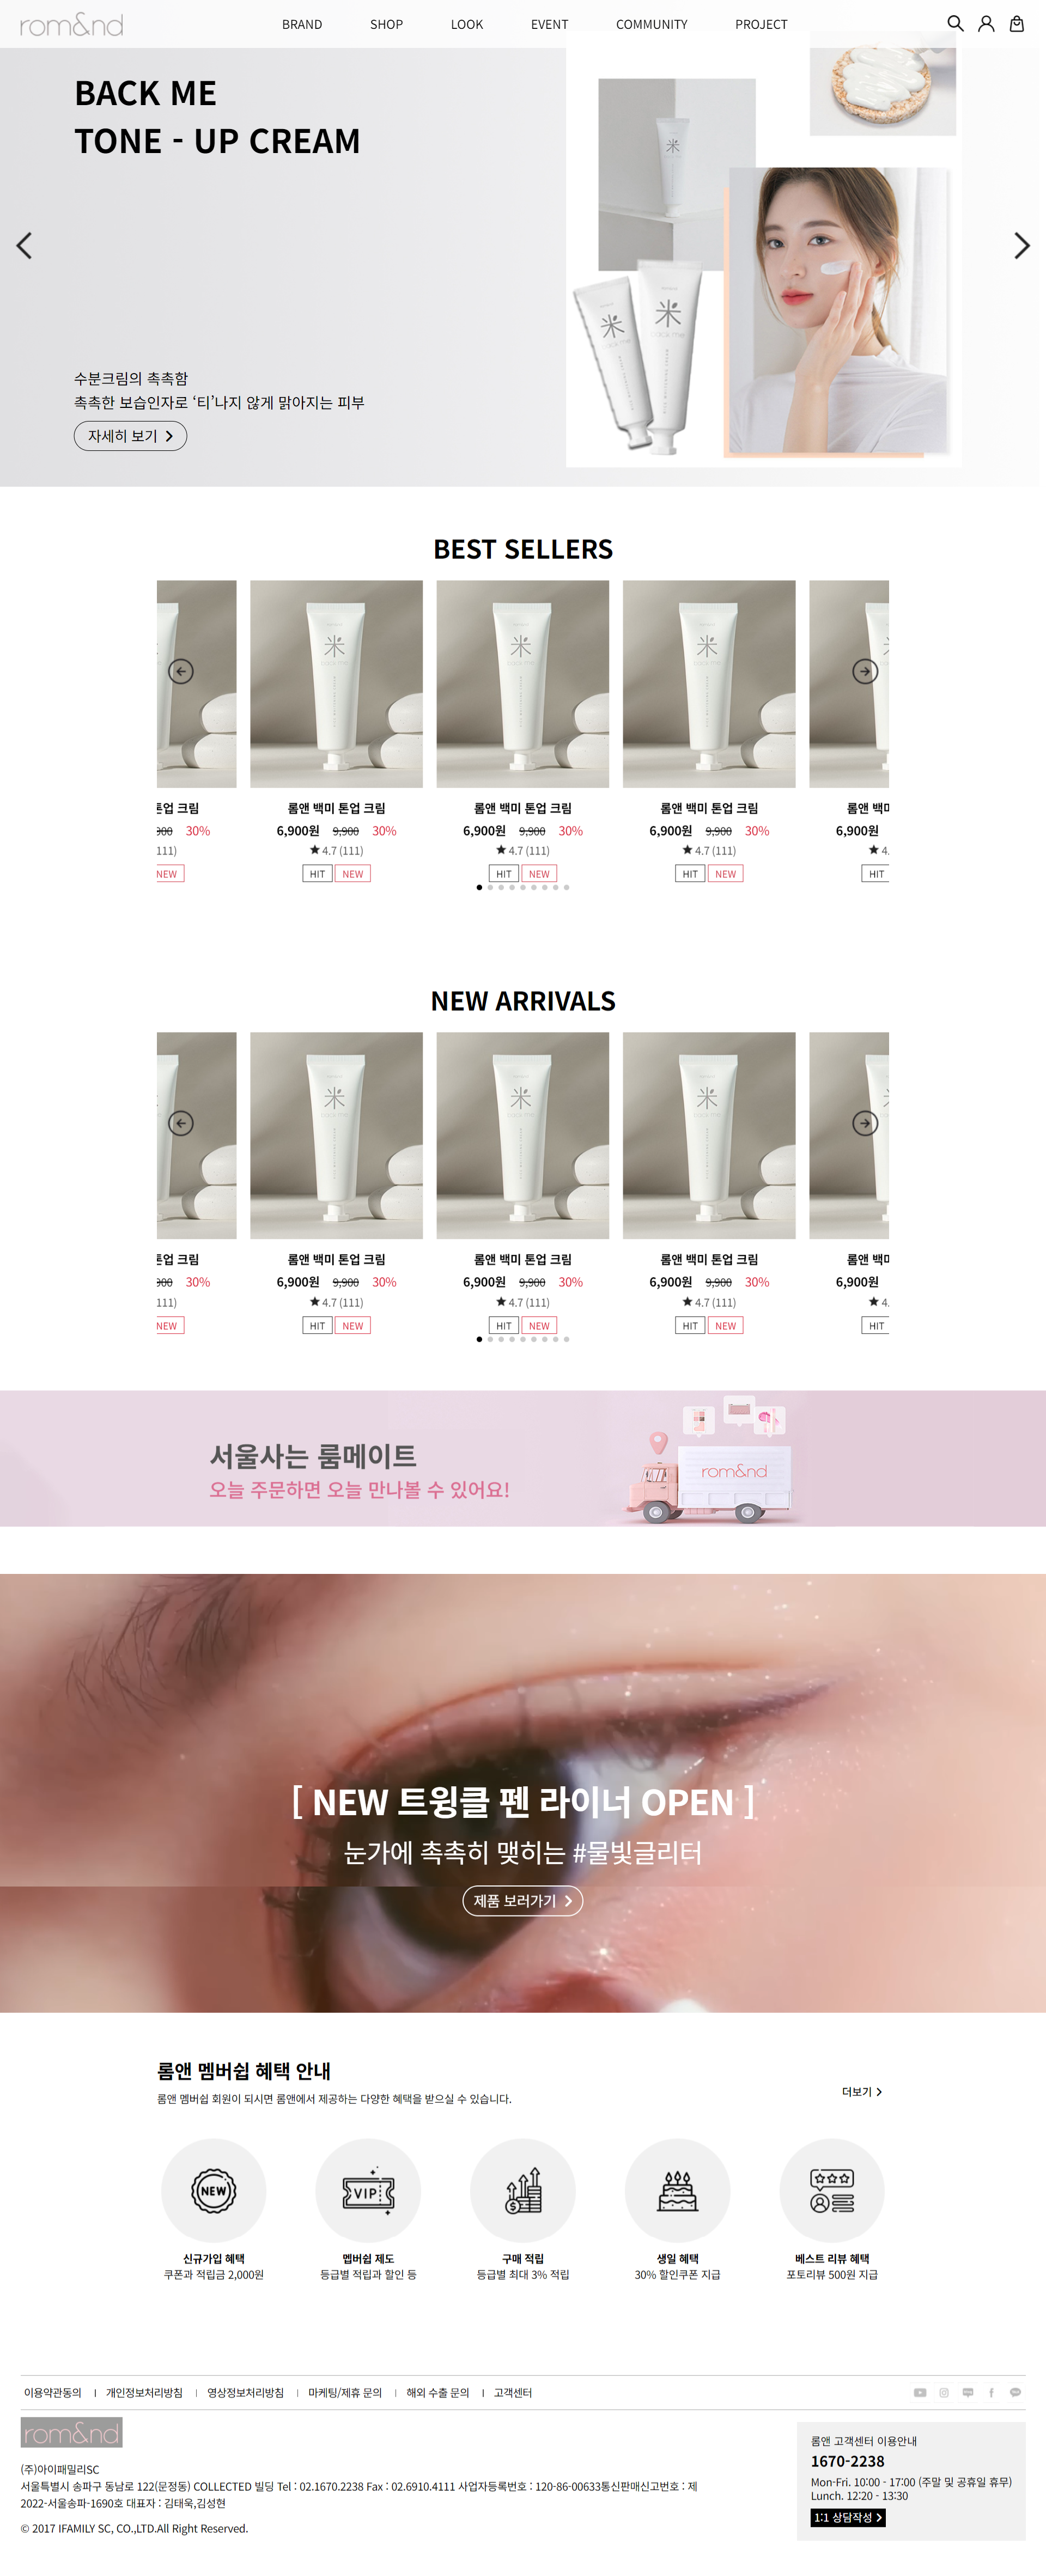 rom&nd
BRAND SHOP LOOK EVENT COMMUNITY PROJECT
BACK ME
TONE - UP CREAM
米
back me
米
back me
수분크림의 촉촉함
촉촉한 보습인자로 ‘티’나지 않게 맑아지는 피부
자세히 보기
BEST SELLERS
米 米 米
back me back me back me
톤업 크림 롬앤 백미 톤업 크림 롬앤 백미 톤업 크림 롬앤 백미 톤업 크림 롬앤 백미
900 30% 6,900원 9,900 30% 6,900원 9,900 30% 6,900원 9,900 30% 6,900원
111) 4.7 (111) 4.7 (111) 4.7 (111) 4.
NEW HIT NEW HIT NEW HIT NEW HIT
NEW ARRIVALS
米 米 米
back me back me back me
톤업 크림 롬앤 백미 톤업 크림 롬앤 백미 톤업 크림 롬앤 백미 톤업 크림 롬앤 백미
900 30% 6,900원 9,900 30% 6,900원 9,900 30% 6,900원 9,900 30% 6,900원
111) 4.7 (111) 4.7 (111) 4.7 (111) 4.
NEW HIT NEW HIT NEW HIT NEW HIT
서울사는 룸메이트
오늘 주문하면 오늘 만나볼 수 있어요!
rom&nd
[ NEW 트윙클 펜 라이너 OPEN ]
눈가에 촉촉히 맺히는 #물빛글리터
제품 보러가기
롬앤 멤버쉽 혜택 안내
롬앤 멤버쉽 회원이 되시면 롬앤에서 제공하는 다양한 혜택을 받으실 수 있습니다.
더보기
NEW VIP
신규가입 혜택 멥버쉽 제도 구매 적립 생일 혜택 베스트 리뷰 혜택
쿠폰과 적립금 2,000원 등급별 적립과 할인 등 등급별 최대 3% 적립 30% 할인쿠폰 지급 포토리뷰 500원 지급
이용약관동의 | 개인정보처리방침 | 영상정보처리방침 | 마케팅/제휴 문의 | 해외 수출 문의 | 고객센터
rom&nd
(주)아이패밀리SC
서울특별시 송파구 동남로 122(문정동) COLLECTED 빌딩 Tel : 02.1670.2238 Fax : 02.6910.4111 사업자등록번호 : 120-86-00633통신판매신고번호 : 제
2022-서울송파-1690호 대표자 : 김태욱,김성현
© 2017 IFAMILY SC, CO.,LTD.All Right Reserved.
롬앤 고객센터 이용안내
1670-2238
Mon-Fri. 10:00 - 17:00 (주말 및 공휴일 휴무)
Lunch. 12:20 - 13:30
1:1 상담작성